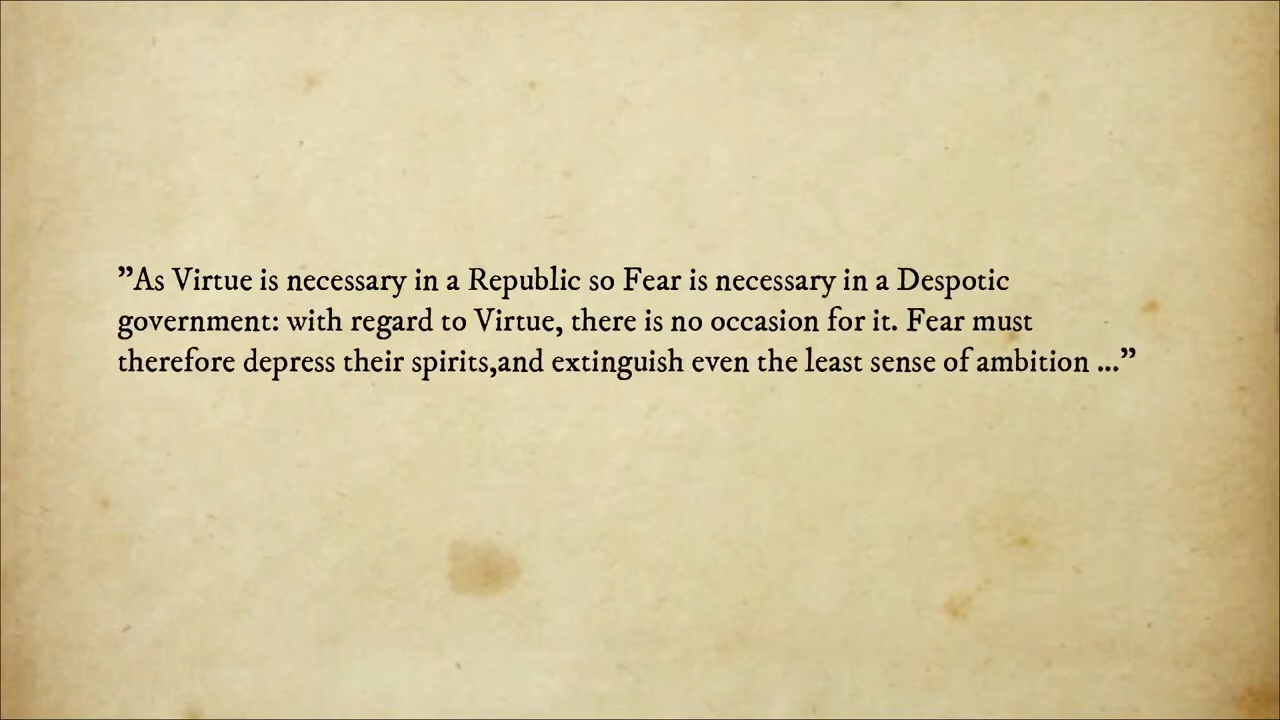 ”As Virtue is necessary in a Republic so Fear is necessary in a Despotic
government: with regard to Virtue, there is no occasion for it. Fear must
therefore depress their spirits,and extinguish even the least sense of ambition ...”